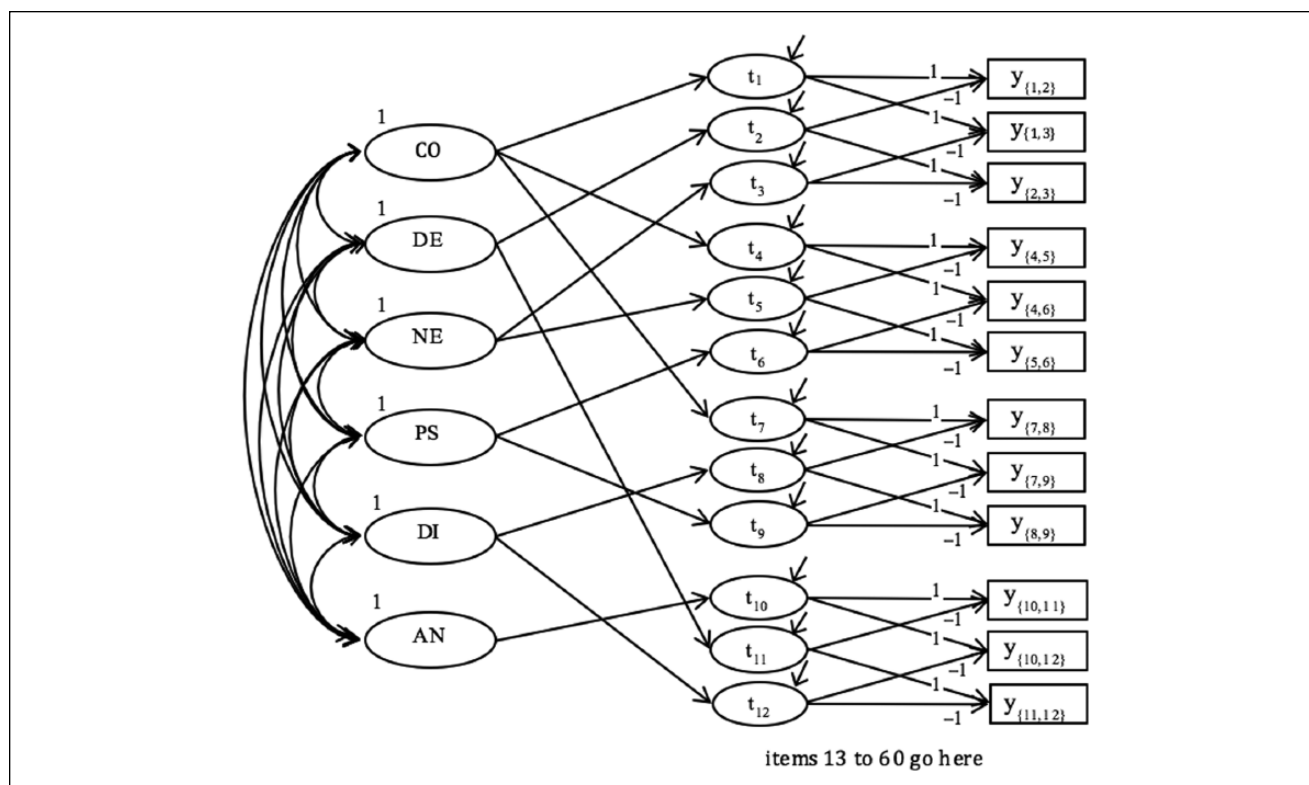 1
CO
1
DE
1
NE
1
PS
1
DI
1
AN
t₁
t₂
t₃
t₄
t₅
t₆
t₇
t₈
t₉
t₁₀
t₁₁
t₁₂
1
–1
1
–1
1
–1
1
–1
1
–1
1
–1
1
–1
1
–1
1
–1
1
–1
1
–1
1
–1
y{1,2}
y{1,3}
y{2,3}
y{4,5}
y{4,6}
y{5,6}
y{7,8}
y{7,9}
y{8,9}
y{10,11}
y{10,12}
y{11,12}
items 13 to 60 go here